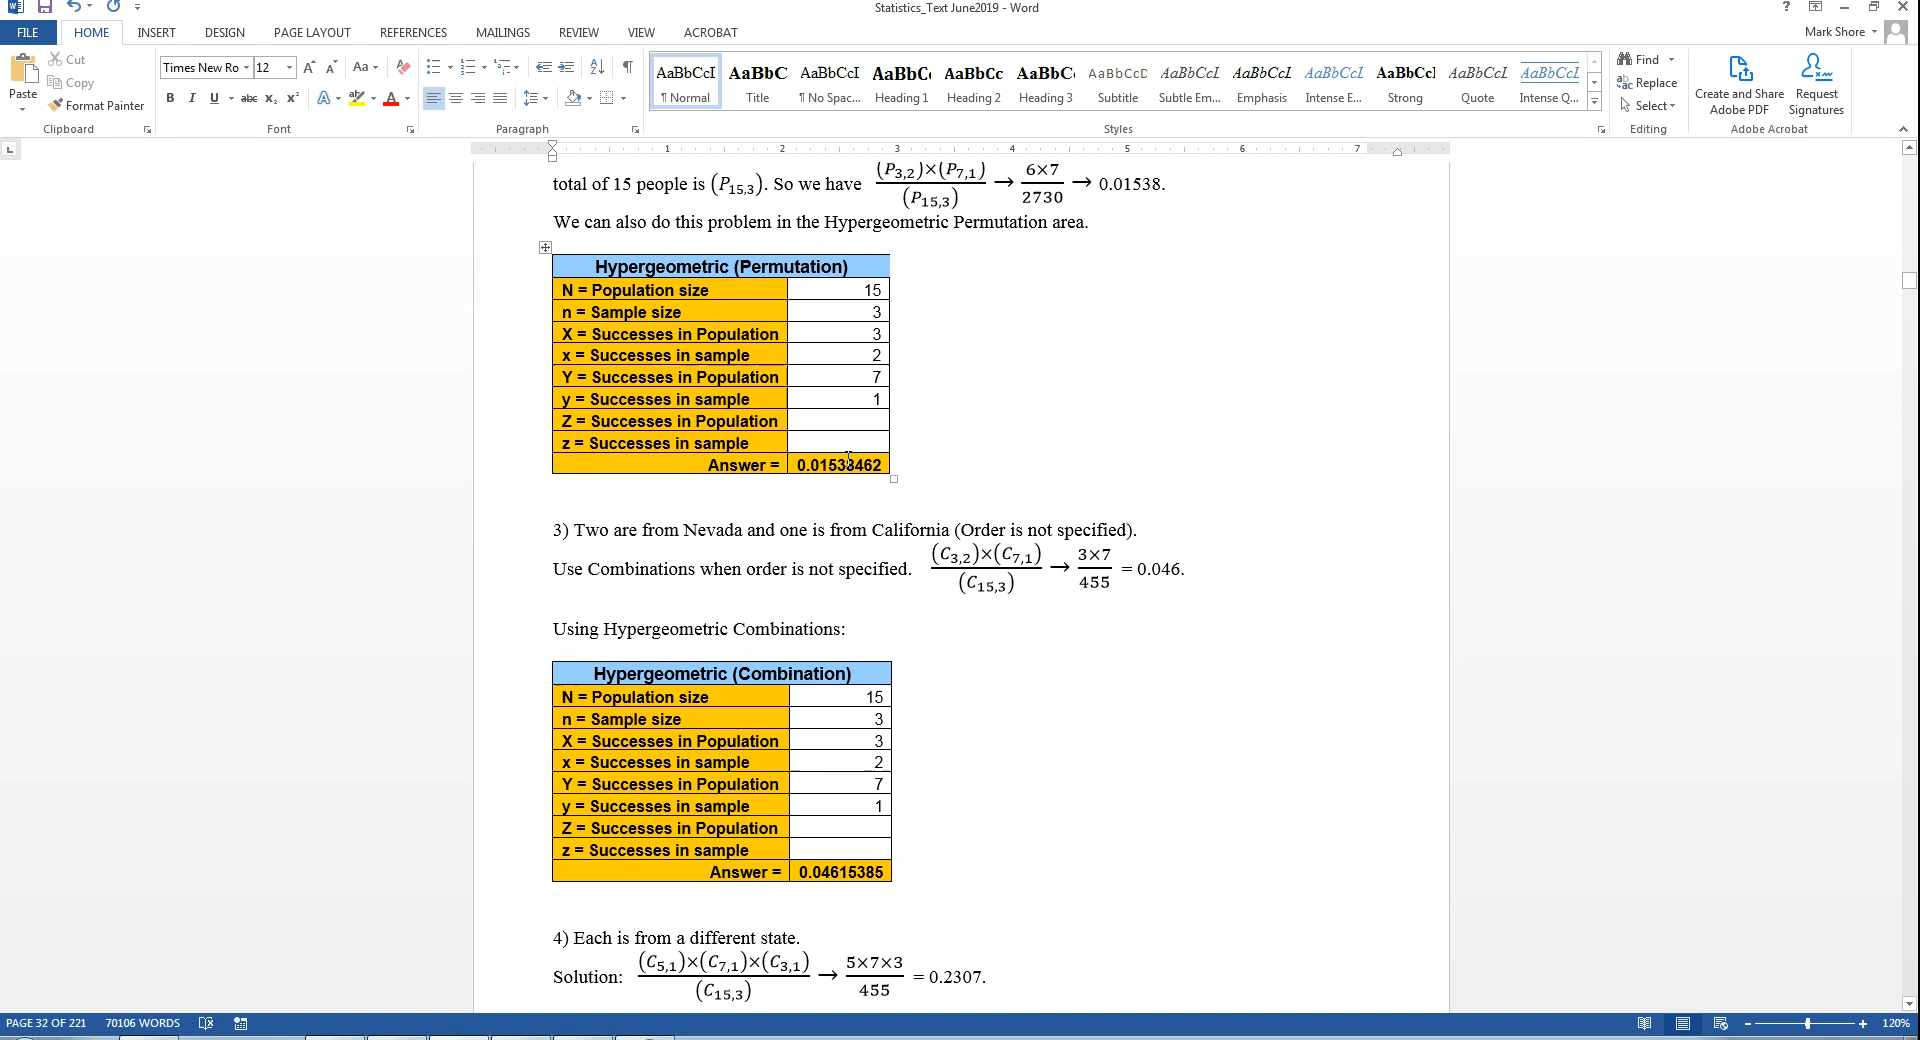 Statistics_Text June2019 - Word
FILE HOME INSERT DESIGN PAGE LAYOUT REFERENCES MAILINGS REVIEW VIEW ACROBAT Mark Shore
Paste
Cut
Copy
Format Painter
Clipboard
Times New Ro 12
Font
Paragraph
AaBbCcI AaBbC AaBbCcI AaBbC AaBbCc AaBbC AaBbCcD AaBbCcI AaBbCcI AaBbCcI AaBbCcI AaBbCcI AaBbCcI
¶ Normal Title ¶ No Spac... Heading 1 Heading 2 Heading 3 Subtitle Subtle Em... Emphasis Intense E... Strong Quote Intense Q...
Styles
Find
Replace
Select
Editing
Create and Share Adobe PDF
Request Signatures
Adobe Acrobat
1 2 3 4 5 6 7
total of 15 people is (P15,3). So we have (P3,2)×(P7,1)/(P15,3) → 6×7/2730 → 0.01538.
We can also do this problem in the Hypergeometric Permutation area.
Hypergeometric (Permutation)
N = Population size 15
n = Sample size 3
X = Successes in Population 3
x = Successes in sample 2
Y = Successes in Population 7
y = Successes in sample 1
Z = Successes in Population
z = Successes in sample
Answer = 0.01538462
3) Two are from Nevada and one is from California (Order is not specified).
Use Combinations when order is not specified. (C3,2)×(C7,1)/(C15,3) → 3×7/455 = 0.046.
Using Hypergeometric Combinations:
Hypergeometric (Combination)
N = Population size 15
n = Sample size 3
X = Successes in Population 3
x = Successes in sample 2
Y = Successes in Population 7
y = Successes in sample 1
Z = Successes in Population
z = Successes in sample
Answer = 0.04615385
4) Each is from a different state.
Solution: (C5,1)×(C7,1)×(C3,1)/(C15,3) → 5×7×3/455 = 0.2307.
PAGE 32 OF 221 70106 WORDS 120%